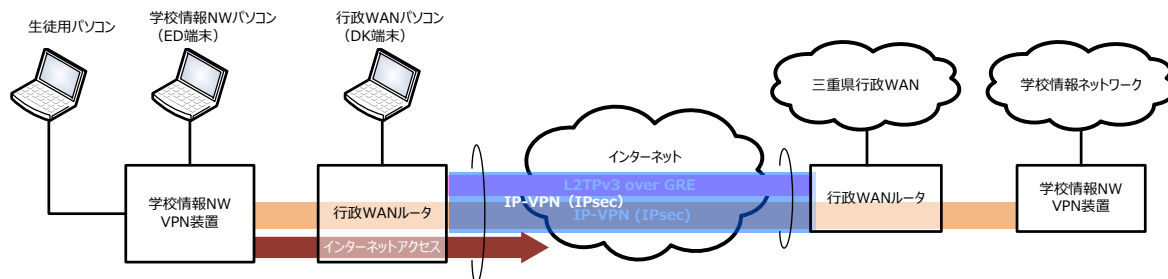 生徒用パソコン
学校情報NWパソコン
(ED端末)
行政WANパソコン
(DK端末)
三重県行政WAN
学校情報ネットワーク
インターネット
L2TPv3 over GRE
IP-VPN(IPsec)
IP-VPN (IPsec)
学校情報NW
VPN装置
行政WANルータ
インターネットアクセス
行政WANルータ
学校情報NW
VPN装置